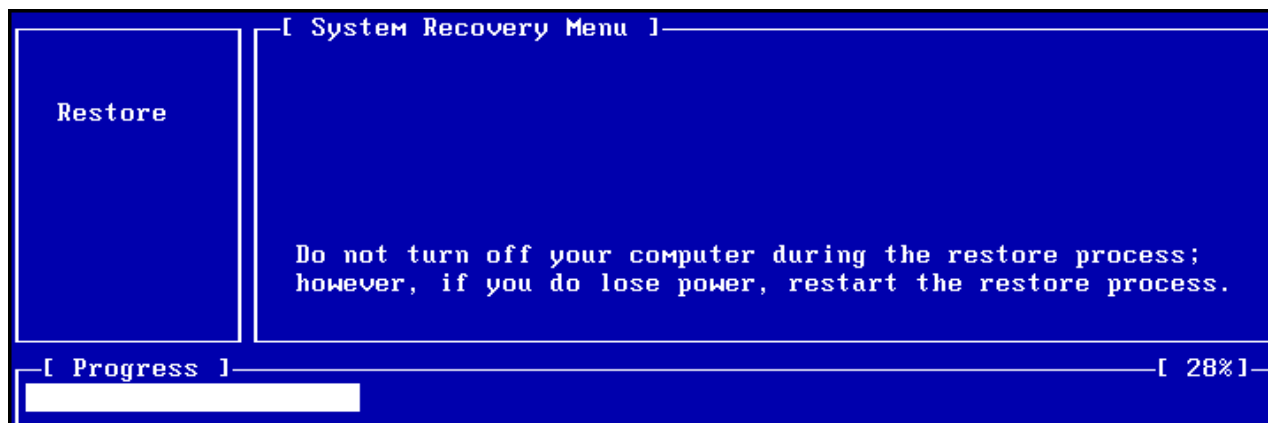 [ System Recovery Menu ]
Restore
Do not turn off your computer during the restore process;
however, if you do lose power, restart the restore process.
[ Progress ] [ 28%]